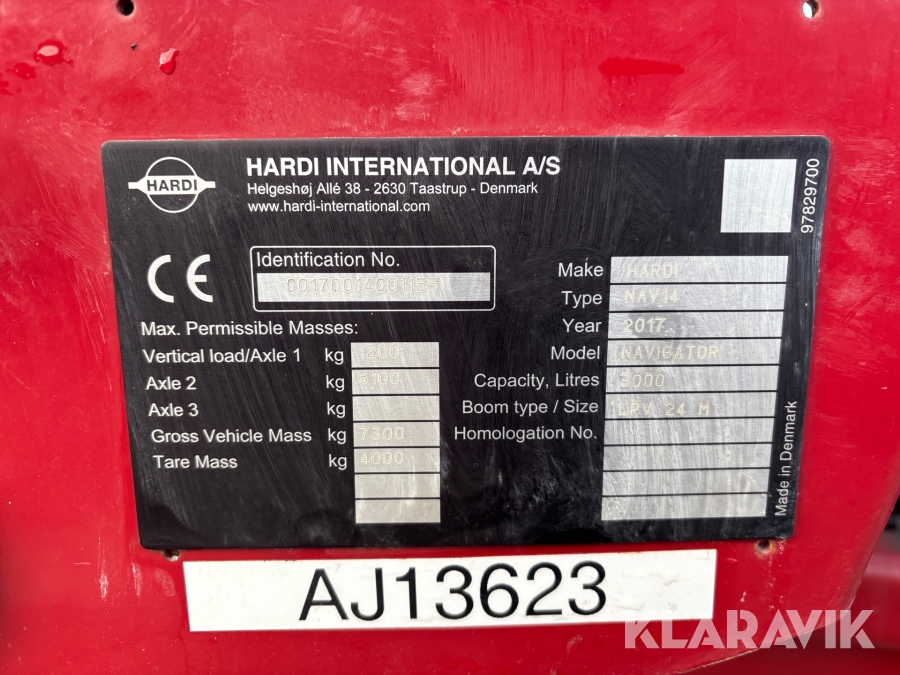 HARDI
HARDI INTERNATIONAL A/S
Helgeshøj Allé 38 - 2630 Taastrup - Denmark
www.hardi-international.com
97829700
CE
Identification No.
Max. Permissible Masses:
Vertical load/Axle 1 kg 1200
Axle 2 kg 6100
Axle 3 kg
Gross Vehicle Mass kg 7300
Tare Mass kg 4000
Make HARDI
Type NAV14
Year 2017
Model NAVIGATOR
Capacity, Litres 3000
Boom type / Size LPV 24 M
Homologation No.
Made in Denmark
AJ13623
KLARAVIK